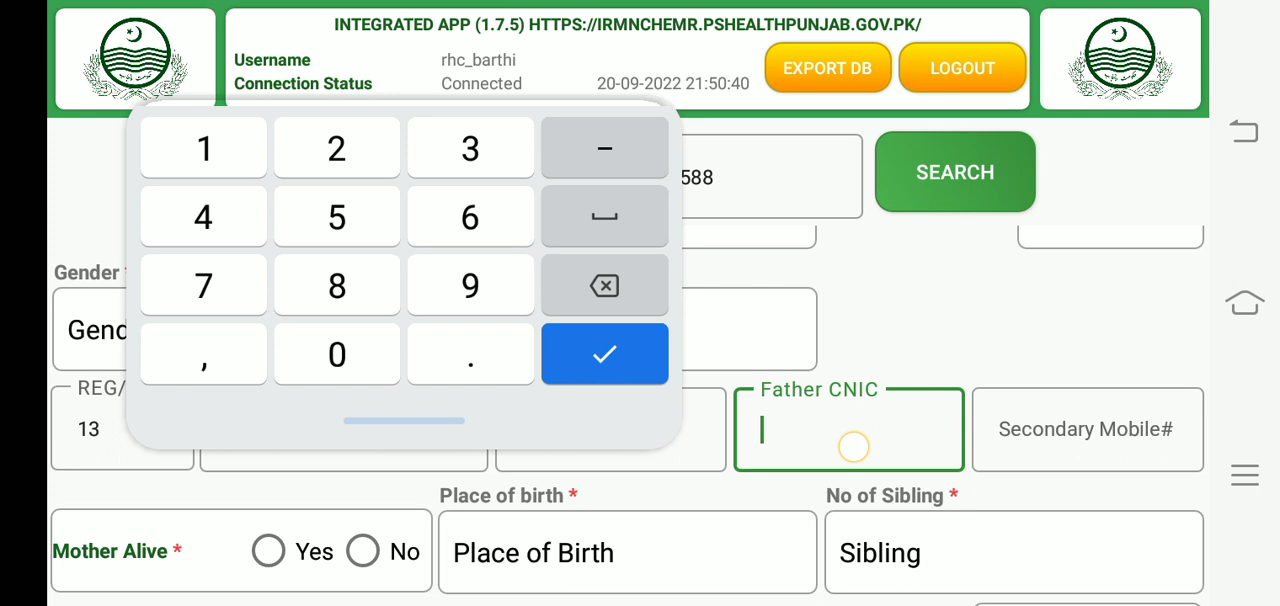 INTEGRATED APP (1.7.5) HTTPS://IRMNCHEMR.PSHEALTHPUNJAB.GOV.PK/
Username rhc_barthi
Connection Status Connected 20-09-2022 21:50:40
EXPORT DB
LOGOUT
1 2 3 –
4 5 6
7 8 9
, 0 .
588
SEARCH
Gender
Gend
REG/
13
Father CNIC
Secondary Mobile#
Mother Alive * Yes No
Place of birth *
Place of Birth
No of Sibling *
Sibling